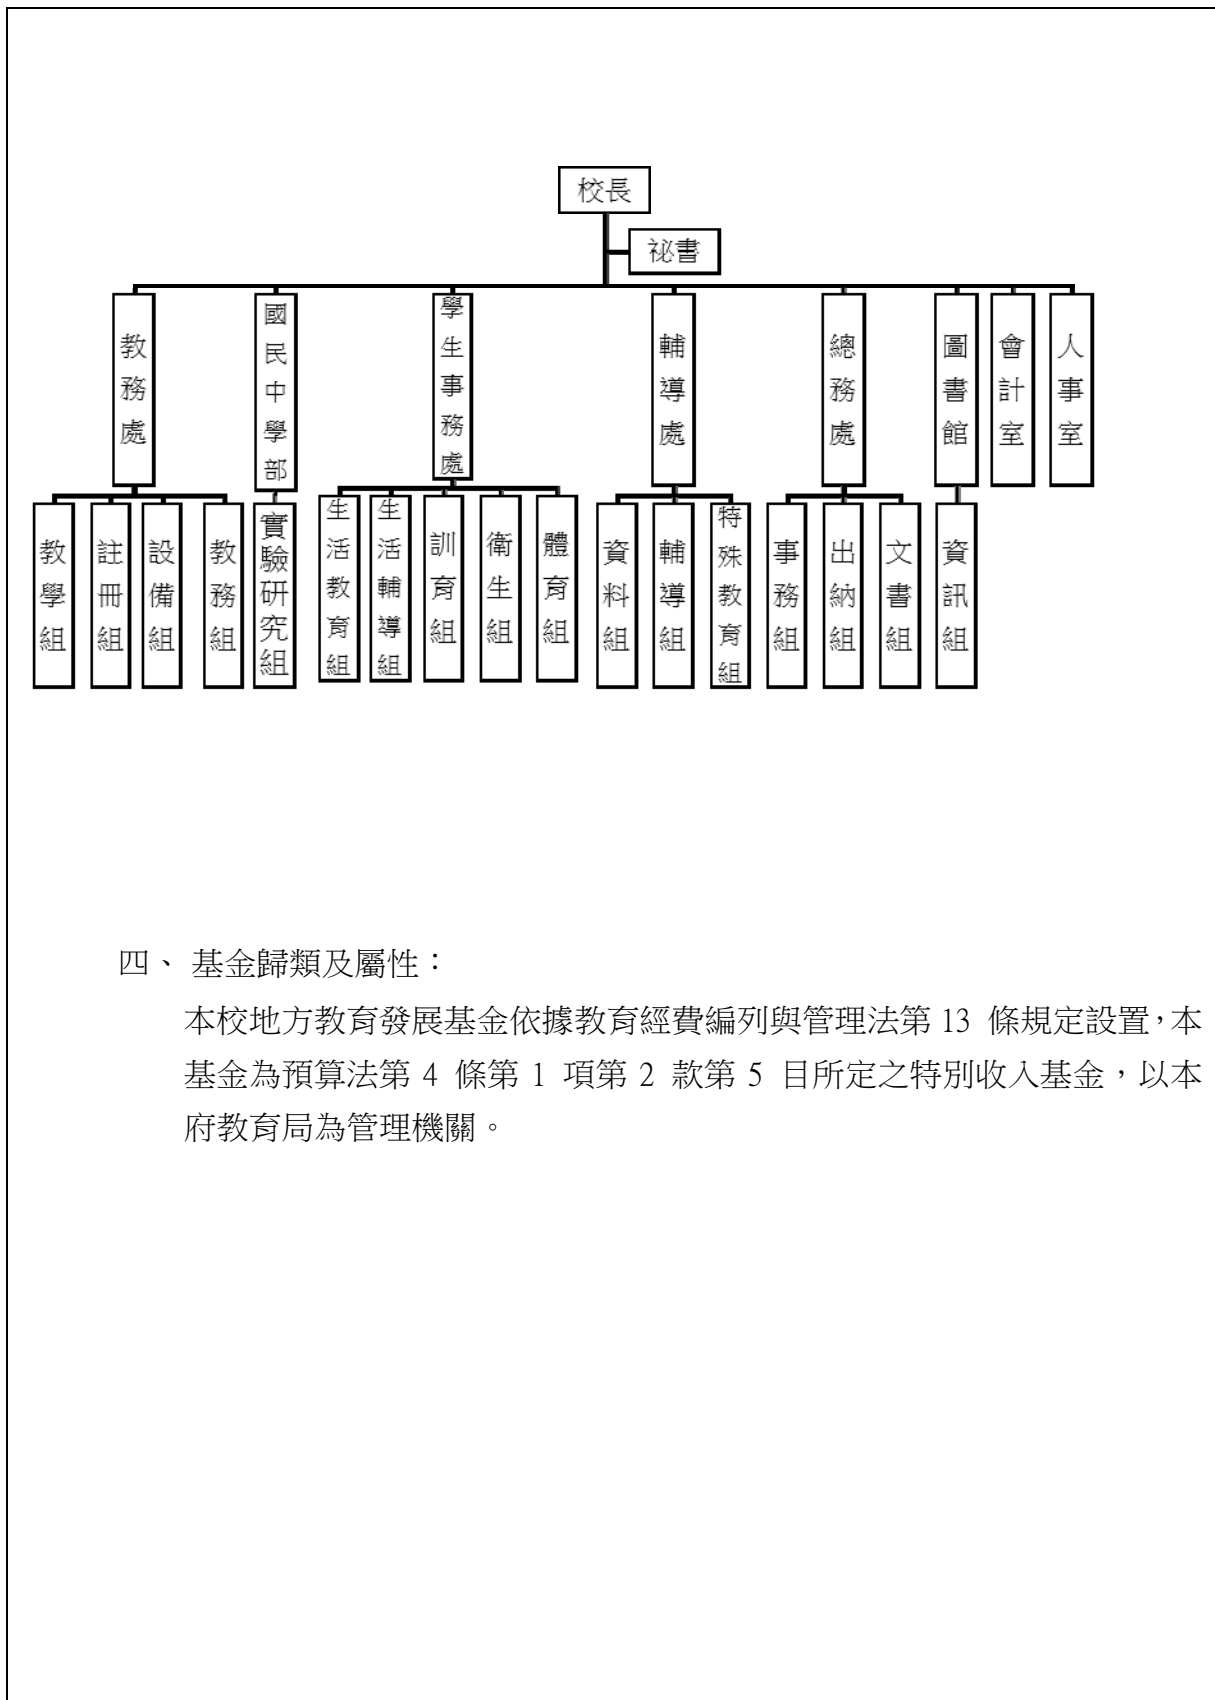 校長
祕書
教務處
國民中學部
學生事務處
輔導處
總務處
圖書館
會計室
人事室
教學組
註冊組
設備組
教務組
實驗研究組
生活教育組
生活輔導組
訓育組
衛生組
體育組
資料組
輔導組
特殊教育組
事務組
出納組
文書組
資訊組
四、 基金歸類及屬性：
本校地方教育發展基金依據教育經費編列與管理法第 13 條規定設置，本
基金為預算法第 4 條第 1 項第 2 款第 5 目所定之特別收入基金，以本
府教育局為管理機關。